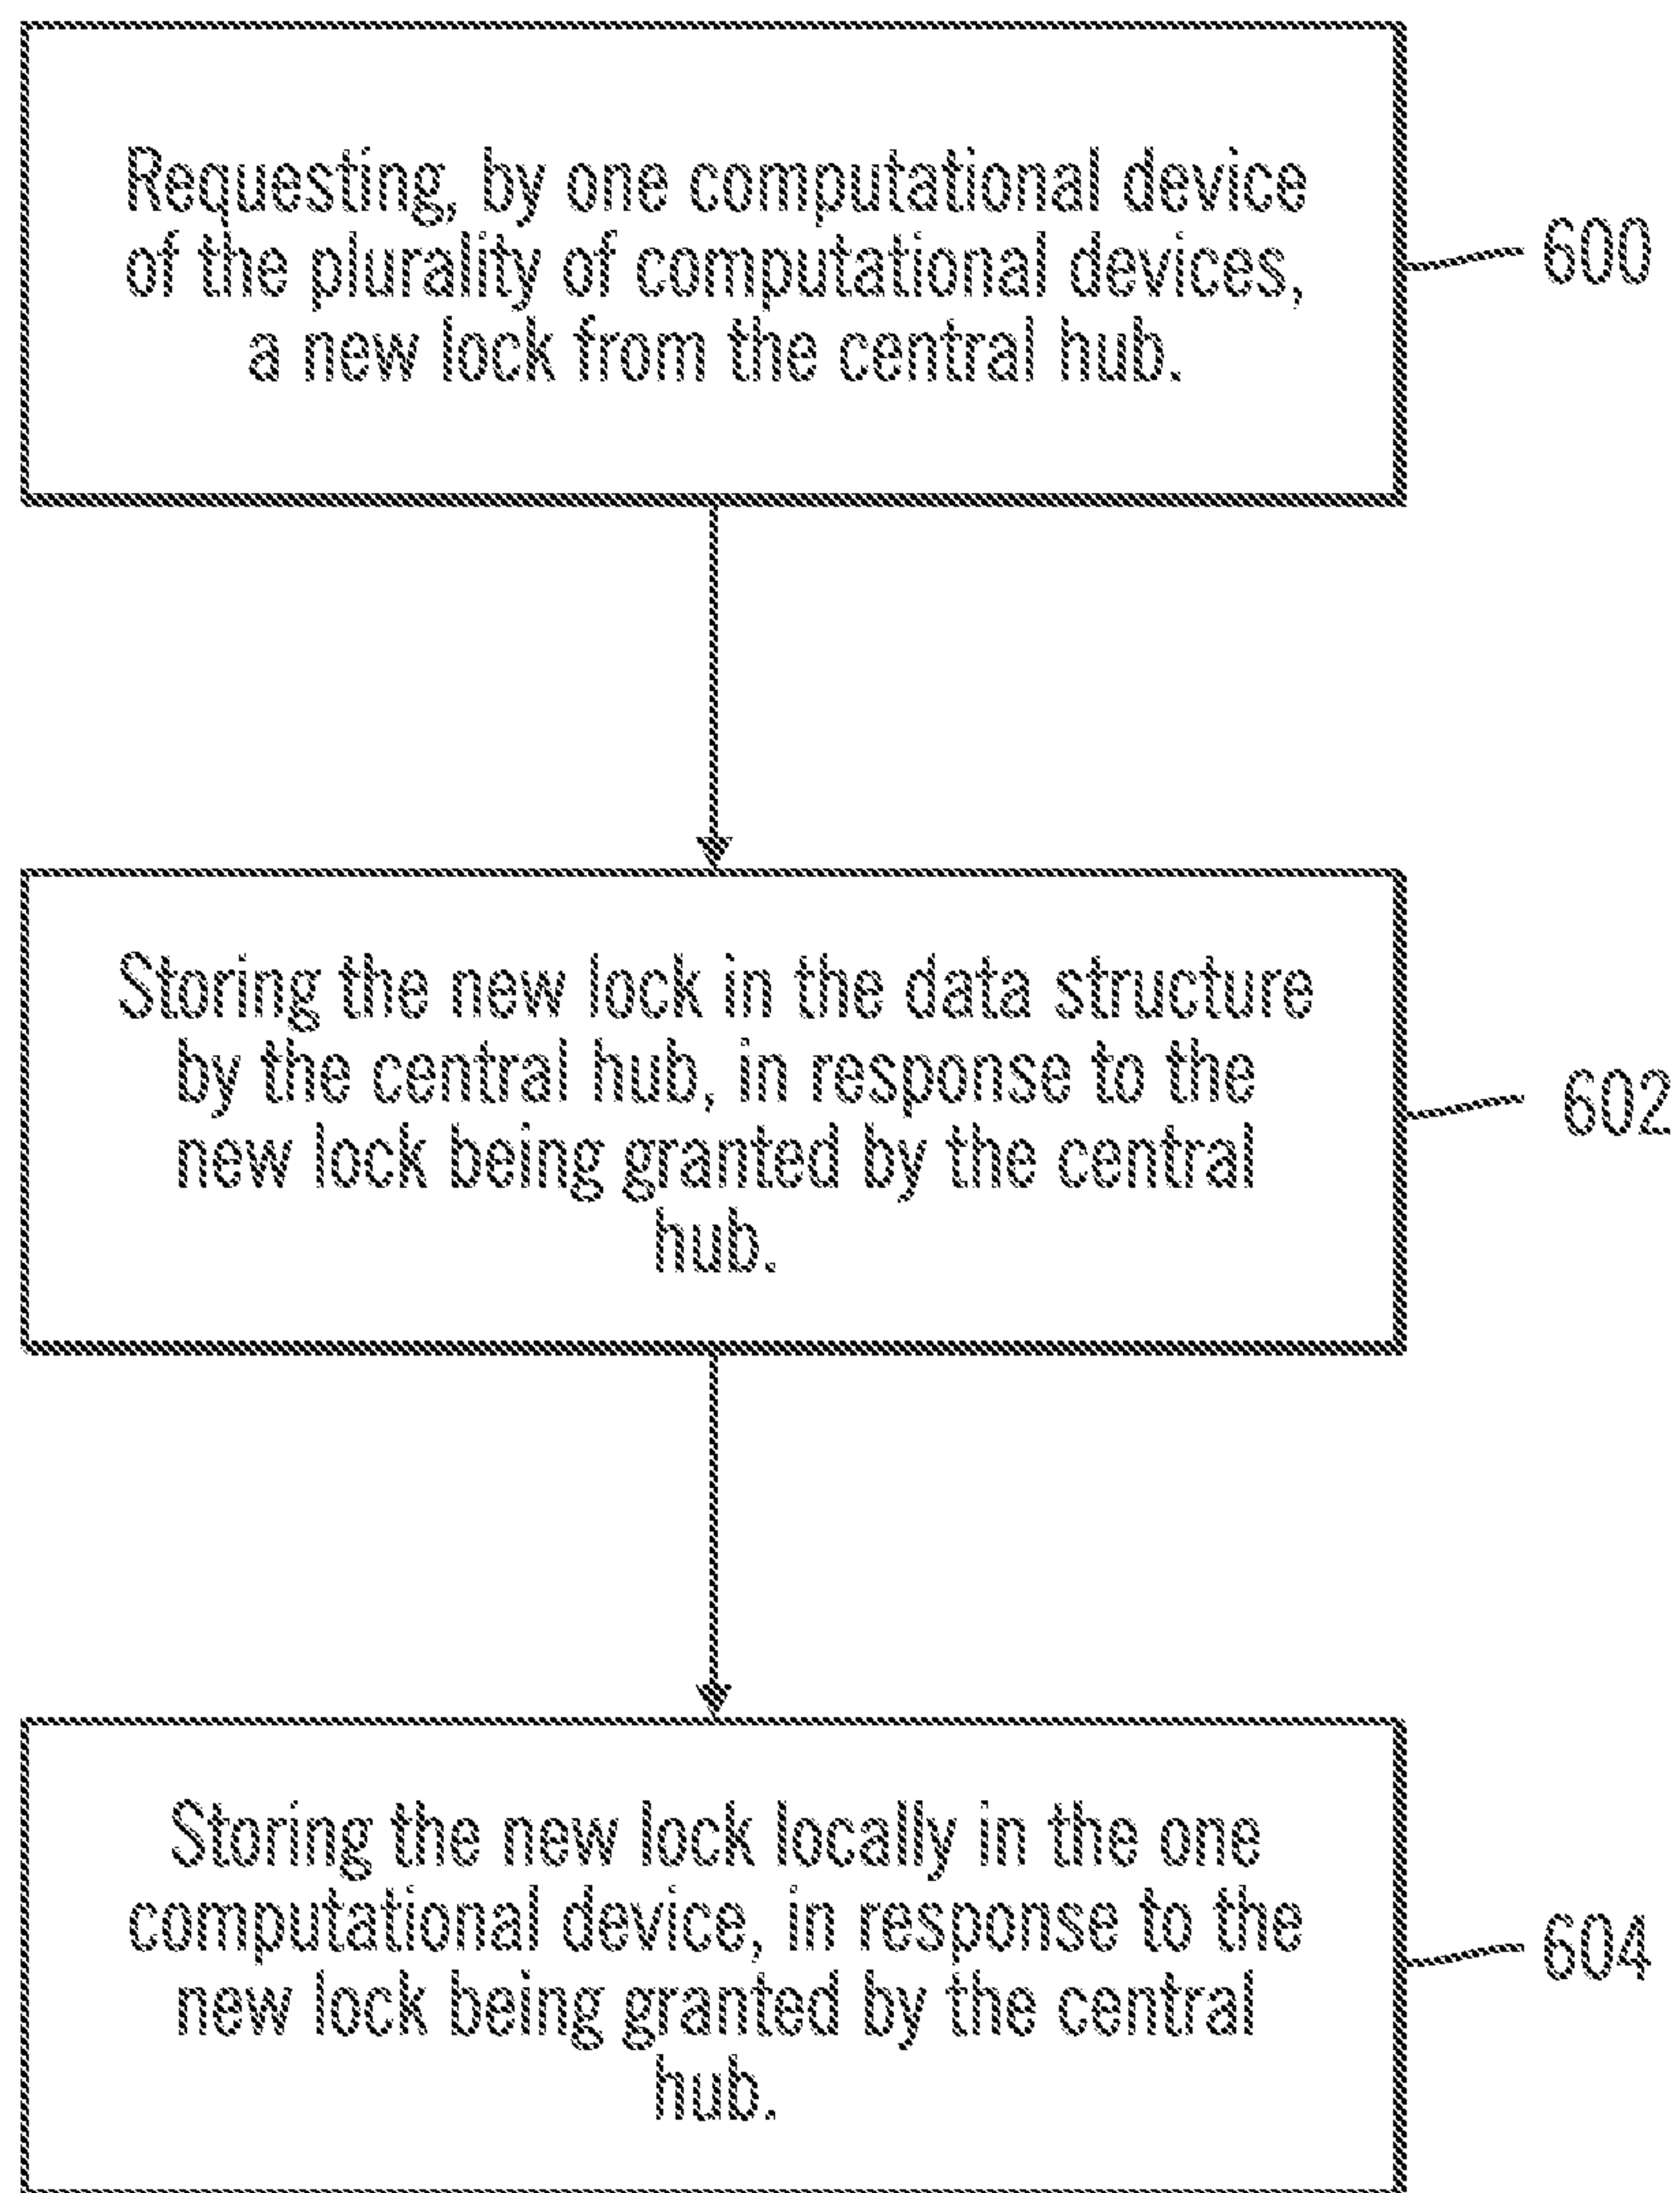 Requesting, by one computational device
of the plurality of computational devices,
a new lock from the central hub.
600
Storing the new lock in the data structure
by the central hub, in response to the
new lock being granted by the central
hub.
602
Storing the new lock locally in the one
computational device, in response to the
new lock being granted by the central
hub.
604